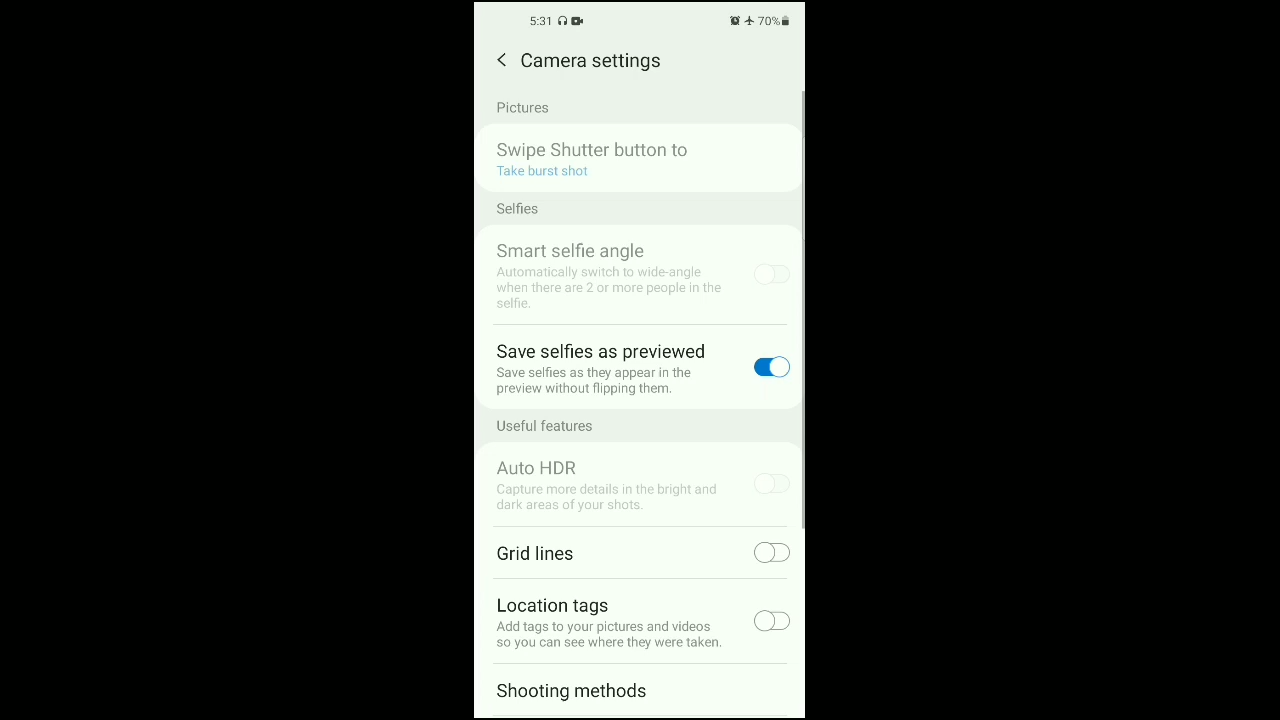 5:31 70%
Camera settings
Pictures
Swipe Shutter button to
Take burst shot
Selfies
Smart selfie angle
Automatically switch to wide-angle
when there are 2 or more people in the
selfie.
Save selfies as previewed
Save selfies as they appear in the
preview without flipping them.
Useful features
Auto HDR
Capture more details in the bright and
dark areas of your shots.
Grid lines
Location tags
Add tags to your pictures and videos
so you can see where they were taken.
Shooting methods